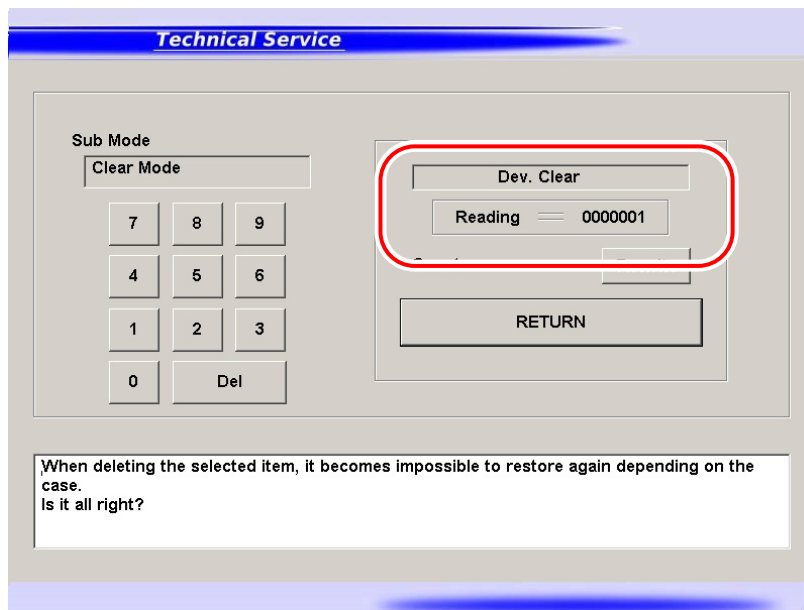 Technical Service
Sub Mode
Clear Mode
Dev. Clear
Reading = 0000001
7 8 9
4 5 6
1 2 3
0 Del
RETURN
When deleting the selected item, it becomes impossible to restore again depending on the
case.
Is it all right?